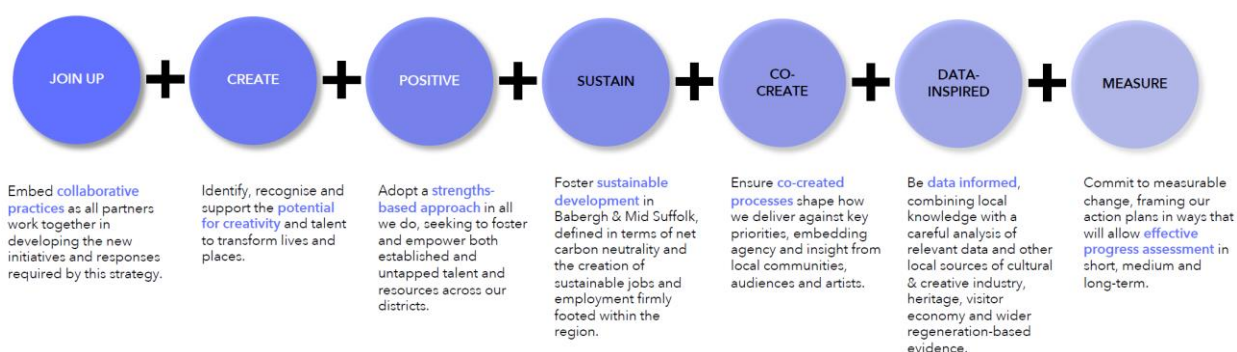 JOIN UP
CREATE
POSITIVE
SUSTAIN
CO-
CREATE
DATA-
INSPIRED
MEASURE
Embed collaborative
practices as all partners
work together in
developing the new
initiatives and responses
required by this strategy.
Identify, recognise and
support the potential
for creativity and talent
to transform lives and
places.
Adopt a strengths-
based approach in all
we do, seeking to foster
and empower both
established and
untapped talent and
resources across our
districts.
Foster sustainable
development in
Babergh & Mid Suffolk,
defined in terms of net
carbon neutrality and
the creation of
sustainable jobs and
employment firmly
footed within the
region.
Ensure co-created
processes shape how
we deliver against key
priorities, embedding
agency and insight from
local communities,
audiences and artists.
Be data informed,
combining local
knowledge with a
careful analysis of
relevant data and other
local sources of cultural
& creative industry,
heritage, visitor
economy and wider
regeneration-based
evidence.
Commit to measurable
change, framing our
action plans in ways that
will allow effective
progress assessment in
short, medium and
long-term.